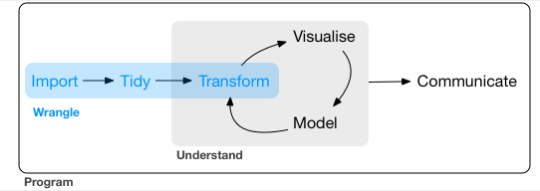 Visualise
Import Tidy Transform
Communicate
Wrangle
Model
Understand
Program